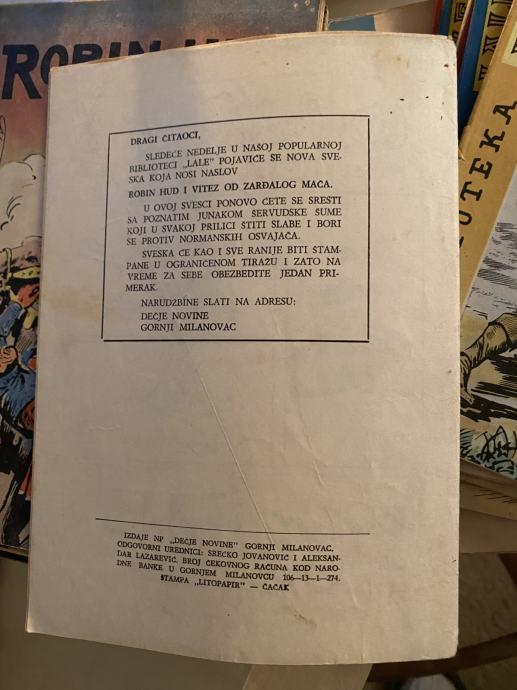 ROBIN
DRAGI ČITAOCI,
SLEDEĆE NEDELJE U NAŠOJ POPULARNOJ
BIBLIOTECI „LALE" POJAVIĆE SE NOVA SVE-
SKA KOJA NOSI NASLOV
ROBIN HUD I VITEZ OD ZARĐALOG MAČA.
U OVOJ SVESCI PONOVO ĆETE SE SRESTI
SA POZNATIM JUNAKOM SERVUDSKE ŠUME
KOJI U SVAKOJ PRILICI ŠTITI SLABE I BORI
SE PROTIV NORMANSKIH OSVAJAČA.
SVESKA ĆE KAO I SVE RANIJE BITI ŠTAM-
PANE U OGRANIČENOM TIRAŽU I ZATO NA
VREME ZA SEBE OBEZBEDITE JEDAN PRI-
MERAK.
NARUDŽBINE SLATI NA ADRESU:
DEČJE NOVINE
GORNJI MILANOVAC
IZDAJE NP „DEČJE NOVINE" GORNJI MILANOVAC,
ODGOVORNI UREDNICI: SREĆKO JOVANOVIĆ I ALEKSAN-
DAR LAZAREVIĆ, BROJ ČEKOVNOG RAČUNA KOD NARO-
DNE BANKE U GORNJEM MILANOVCU 106—13—1—274.
ŠTAMPA „LITOPAPIR" — ČAČAK